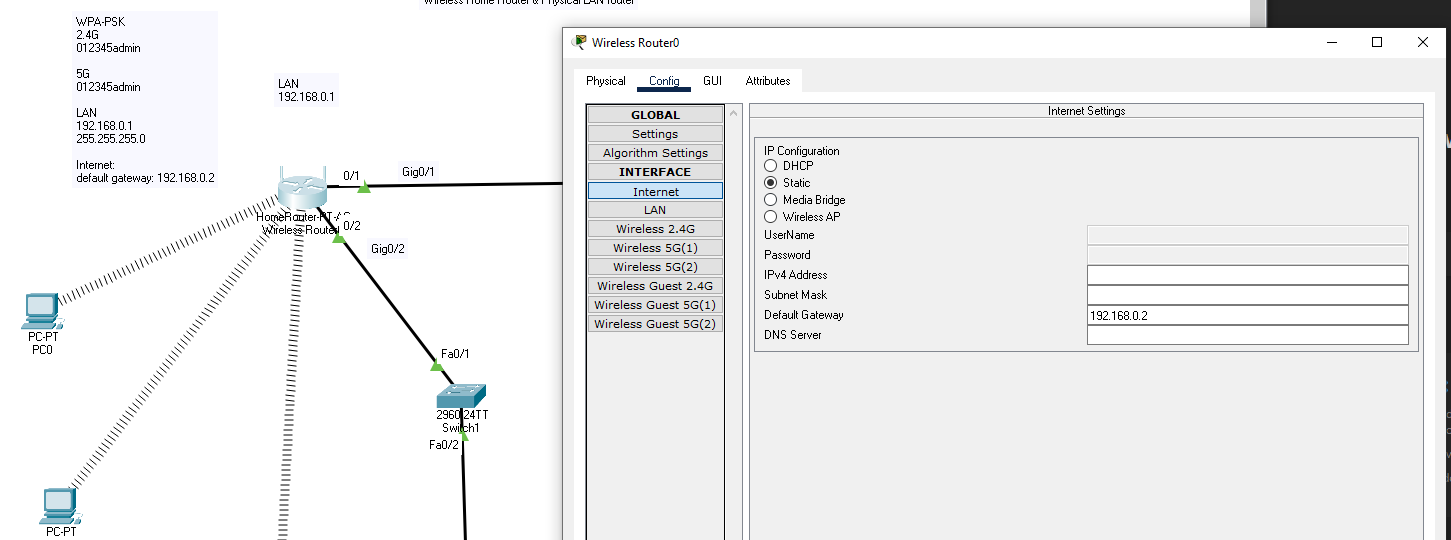 Wireless Home Router & Physical LAN router
WPA-PSK
2.4G
012345admin
5G
012345admin
LAN
192.168.0.1
255.255.255.0
Internet:
default gateway: 192.168.0.2
LAN
192.168.0.1
0/1
Gig0/1
HomeRouter-PT-AC
Wireless Router0
0/2
Gig0/2
PC-PT
PC0
Fa0/1
2960-24TT
Switch1
Fa0/2
PC-PT
Wireless Router0
Physical
Config
GUI
Attributes
GLOBAL
Settings
Algorithm Settings
INTERFACE
Internet
LAN
Wireless 2.4G
Wireless 5G(1)
Wireless 5G(2)
Wireless Guest 2.4G
Wireless Guest 5G(1)
Wireless Guest 5G(2)
Internet Settings
IP Configuration
DHCP
Static
Media Bridge
Wireless AP
UserName
Password
IPv4 Address
Subnet Mask
Default Gateway 192.168.0.2
DNS Server